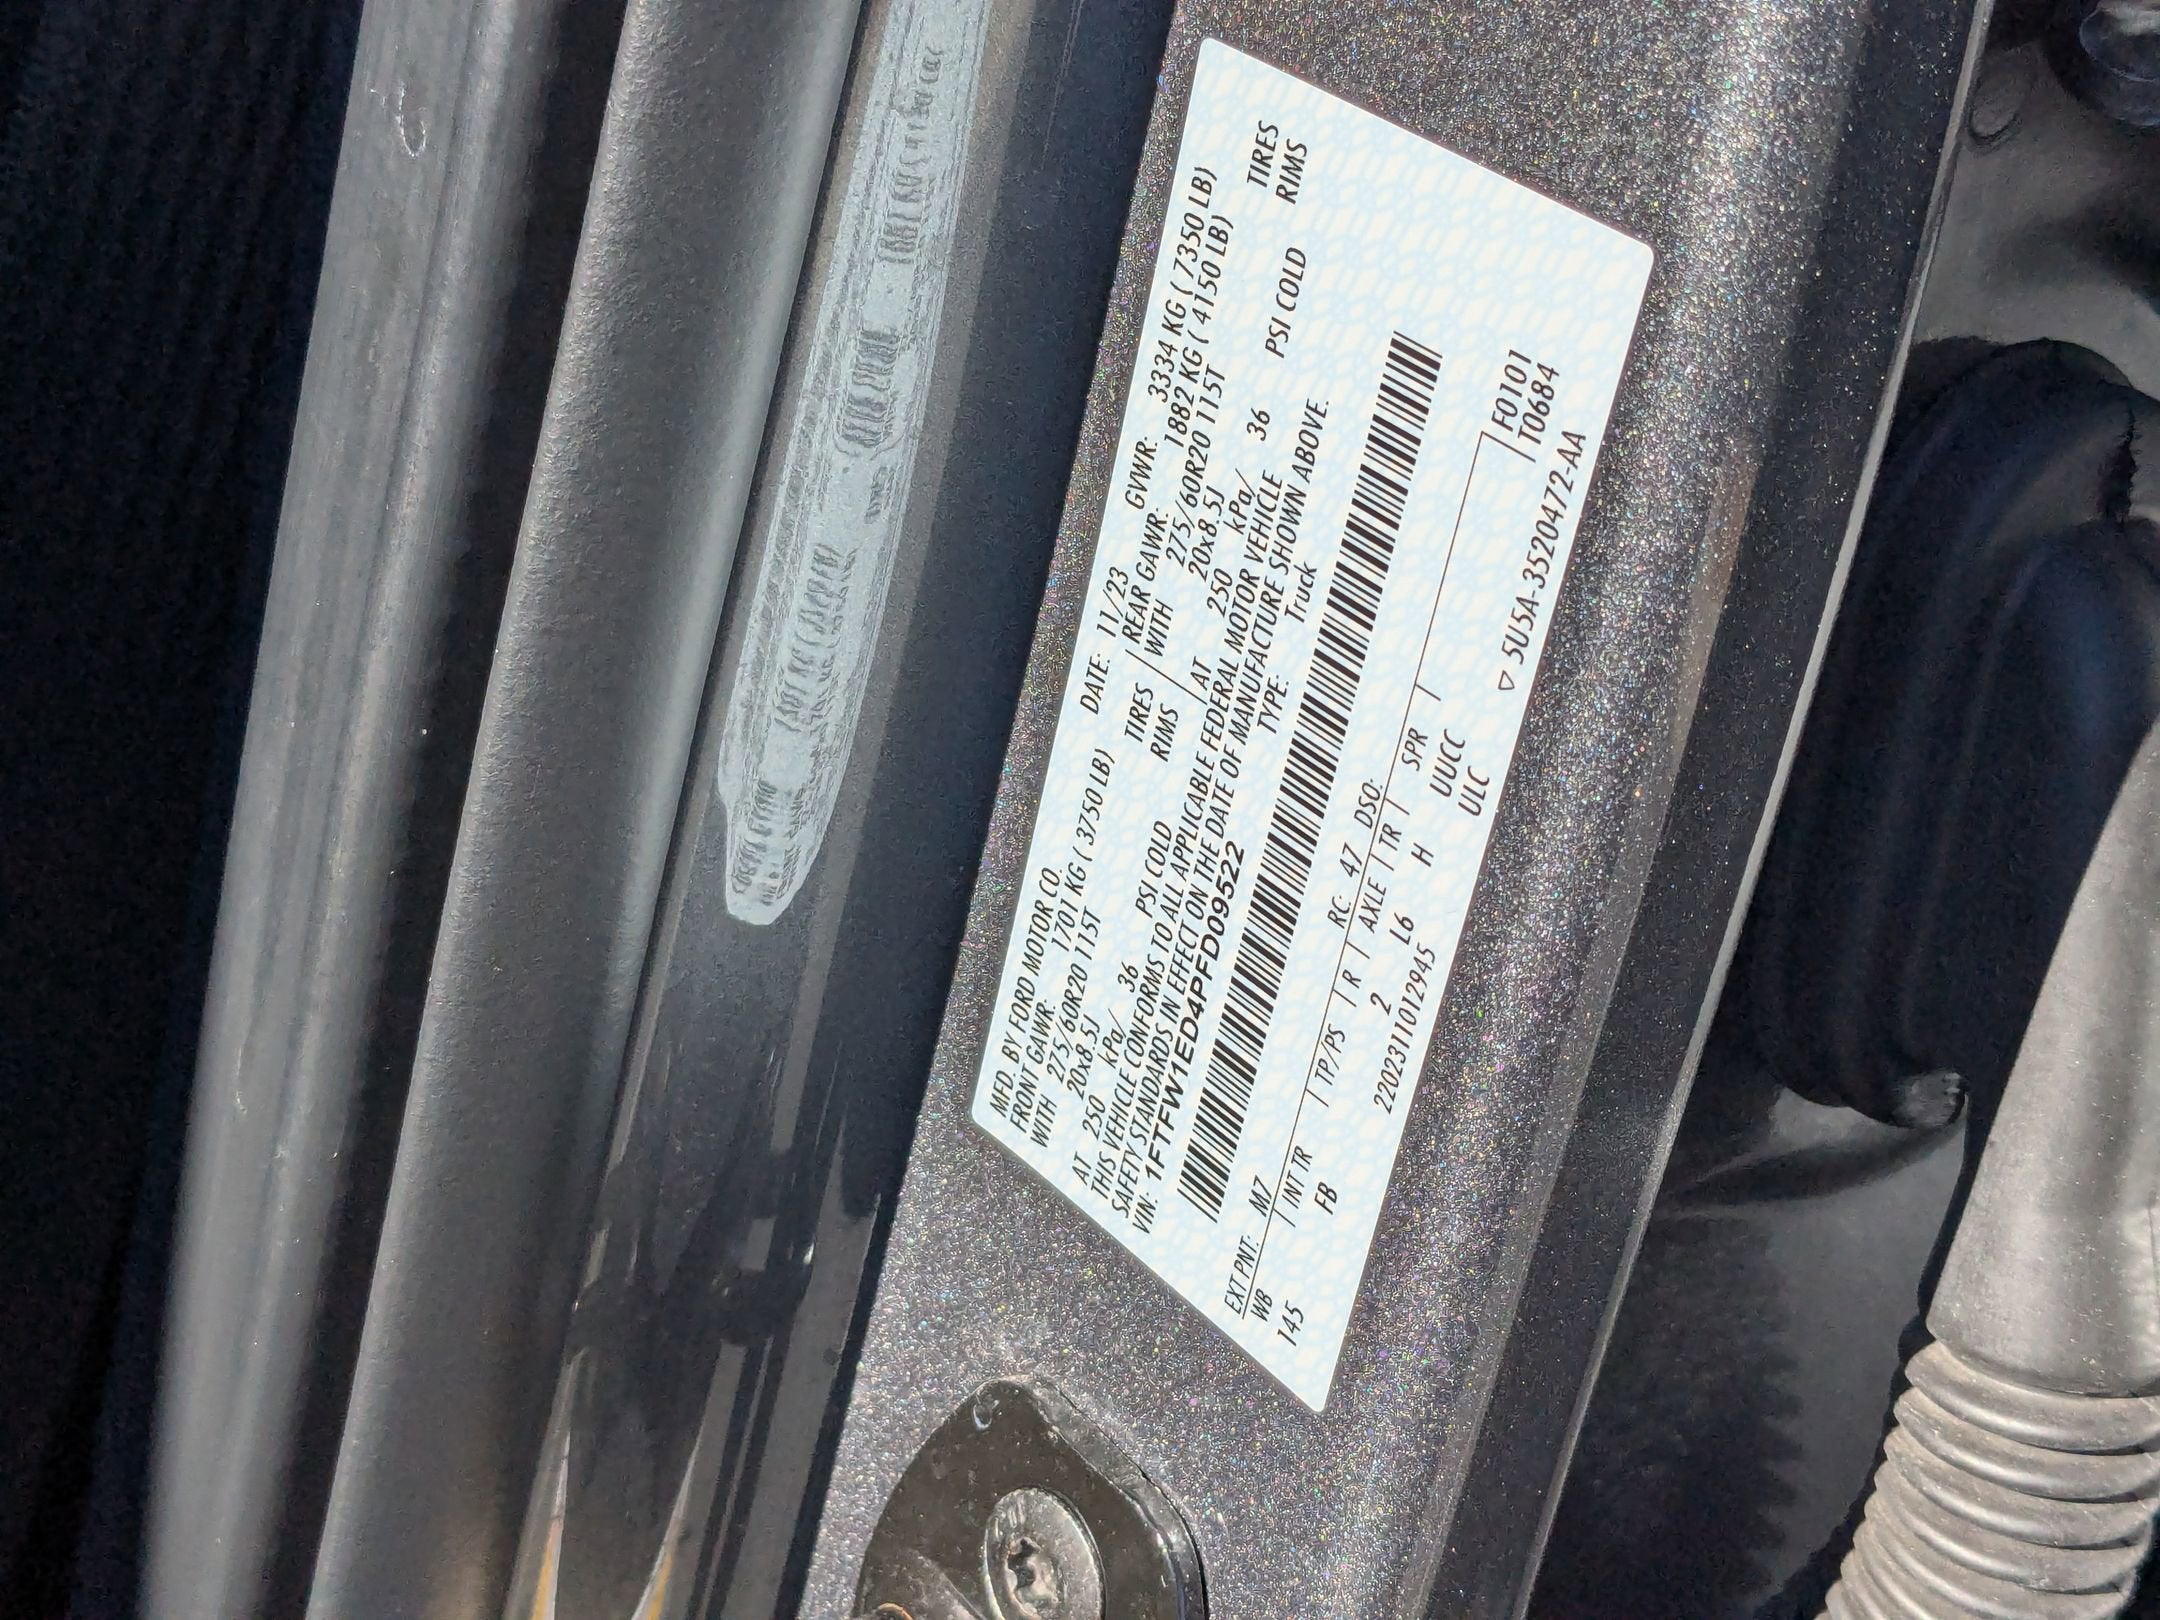 MFD. BY FORD MOTOR CO. DATE: 11/23 GVWR: 3334 KG ( 7350 LB)
FRONT GAWR: 1701 KG ( 3750 LB) REAR GAWR: 1882 KG ( 4150 LB)
WITH 275/60R20 115T TIRES WITH 275/60R20 115T TIRES
20x8.5J RIMS 20x8.5J RIMS
AT 250 kPa/ 36 PSI COLD AT 250 kPa/ 36 PSI COLD
THIS VEHICLE CONFORMS TO ALL APPLICABLE FEDERAL MOTOR VEHICLE
SAFETY STANDARDS IN EFFECT ON THE DATE OF MANUFACTURE SHOWN ABOVE.
VIN: 1FTFW1ED4PFD09522 TYPE: Truck
EXT PNT: M7 RC: 47 DSO: F0101
WB INT TR TP/PS R AXLE TR SPR T0684
145 FB 2 L6 H UUCC
2202311012945 ULC ▽ 5U5A-3520472-AA